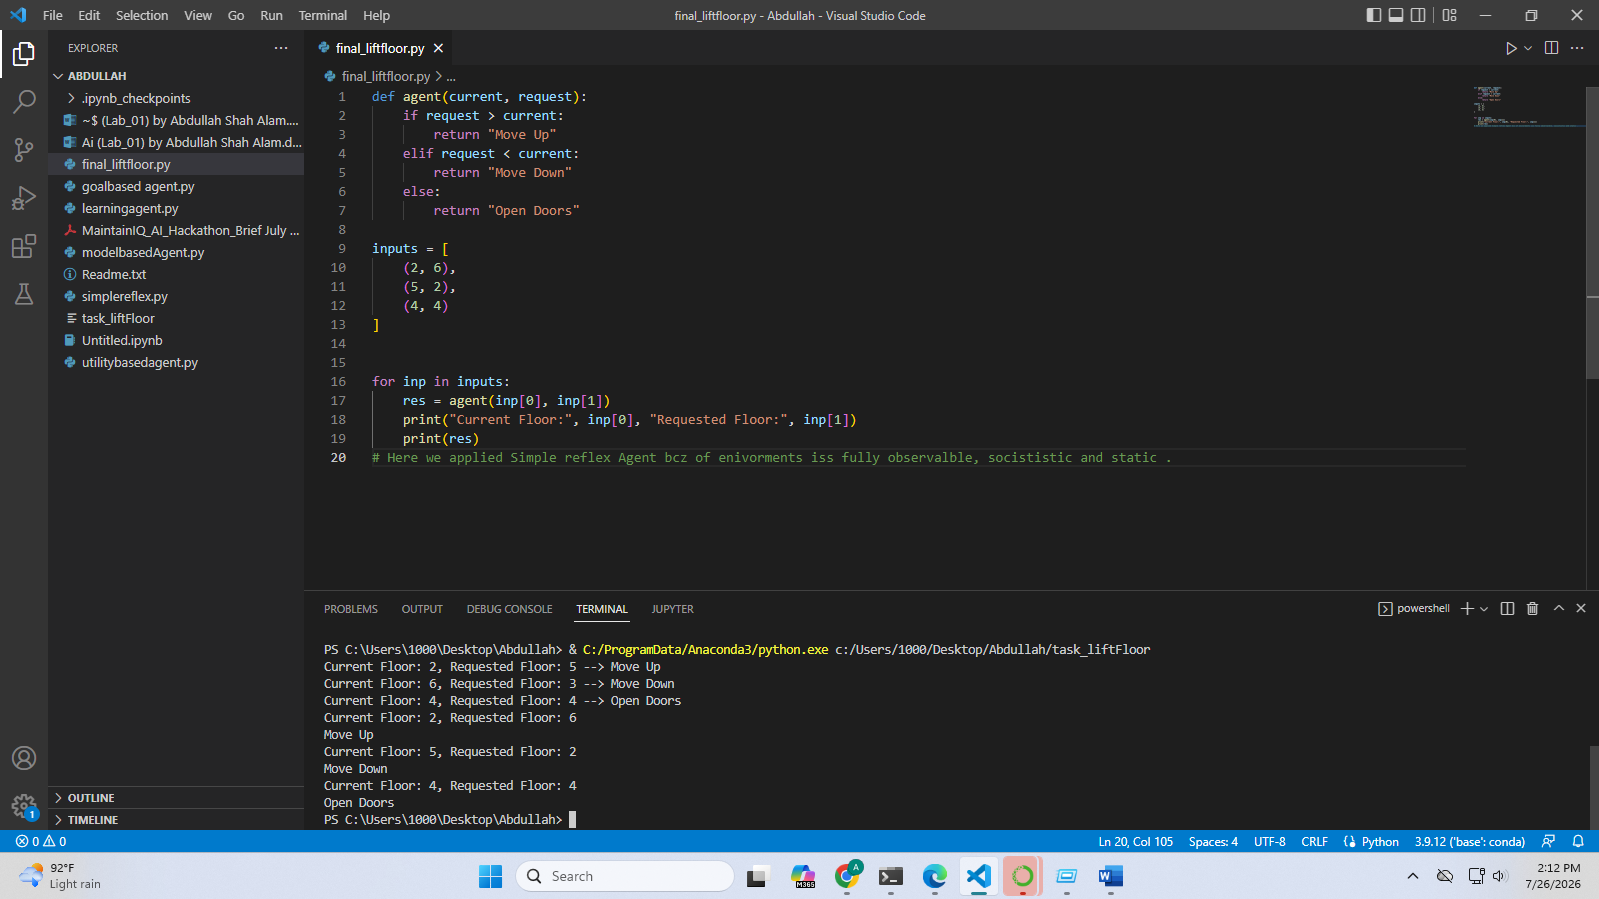 File Edit Selection View Go Run Terminal Help
final_liftfloor.py - Abdullah - Visual Studio Code
EXPLORER
ABDULLAH
.ipynb_checkpoints
~$ (Lab_01) by Abdullah Shah Alam....
Ai (Lab_01) by Abdullah Shah Alam.d...
final_liftfloor.py
goalbased agent.py
learningagent.py
MaintainIQ_AI_Hackathon_Brief July ...
modelbasedAgent.py
Readme.txt
simplereflex.py
task_liftFloor
Untitled.ipynb
utilitybasedagent.py
OUTLINE
TIMELINE
final_liftfloor.py
final_liftfloor.py > ...
1 def agent(current, request):
2 if request > current:
3 return "Move Up"
4 elif request < current:
5 return "Move Down"
6 else:
7 return "Open Doors"
8
9 inputs = [
10 (2, 6),
11 (5, 2),
12 (4, 4)
13 ]
14
15
16 for inp in inputs:
17 res = agent(inp[0], inp[1])
18 print("Current Floor:", inp[0], "Requested Floor:", inp[1])
19 print(res)
20 # Here we applied Simple reflex Agent bcz of enivorments iss fully observalble, socististic and static .
PROBLEMS OUTPUT DEBUG CONSOLE TERMINAL JUPYTER
powershell
PS C:\Users\1000\Desktop\Abdullah> & C:/ProgramData/Anaconda3/python.exe c:/Users/1000/Desktop/Abdullah/task_liftFloor
Current Floor: 2, Requested Floor: 5 --> Move Up
Current Floor: 6, Requested Floor: 3 --> Move Down
Current Floor: 4, Requested Floor: 4 --> Open Doors
Current Floor: 2, Requested Floor: 6
Move Up
Current Floor: 5, Requested Floor: 2
Move Down
Current Floor: 4, Requested Floor: 4
Open Doors
PS C:\Users\1000\Desktop\Abdullah>
1
0 0
Ln 20, Col 105 Spaces: 4 UTF-8 CRLF Python 3.9.12 ('base': conda)
92°F
Light rain
Search
M365
A
2:12 PM
7/26/2026